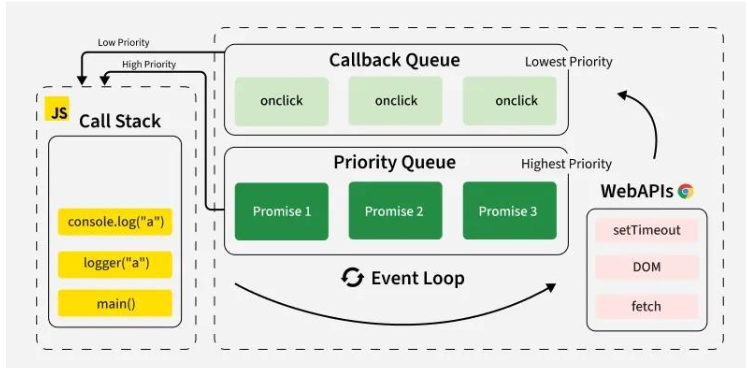 Low Priority
High Priority
JS
Call Stack
console.log("a")
logger("a")
main()
Callback Queue
Lowest Priority
onclick
onclick
onclick
Priority Queue
Highest Priority
Promise 1
Promise 2
Promise 3
Event Loop
WebAPIs
setTimeout
DOM
fetch